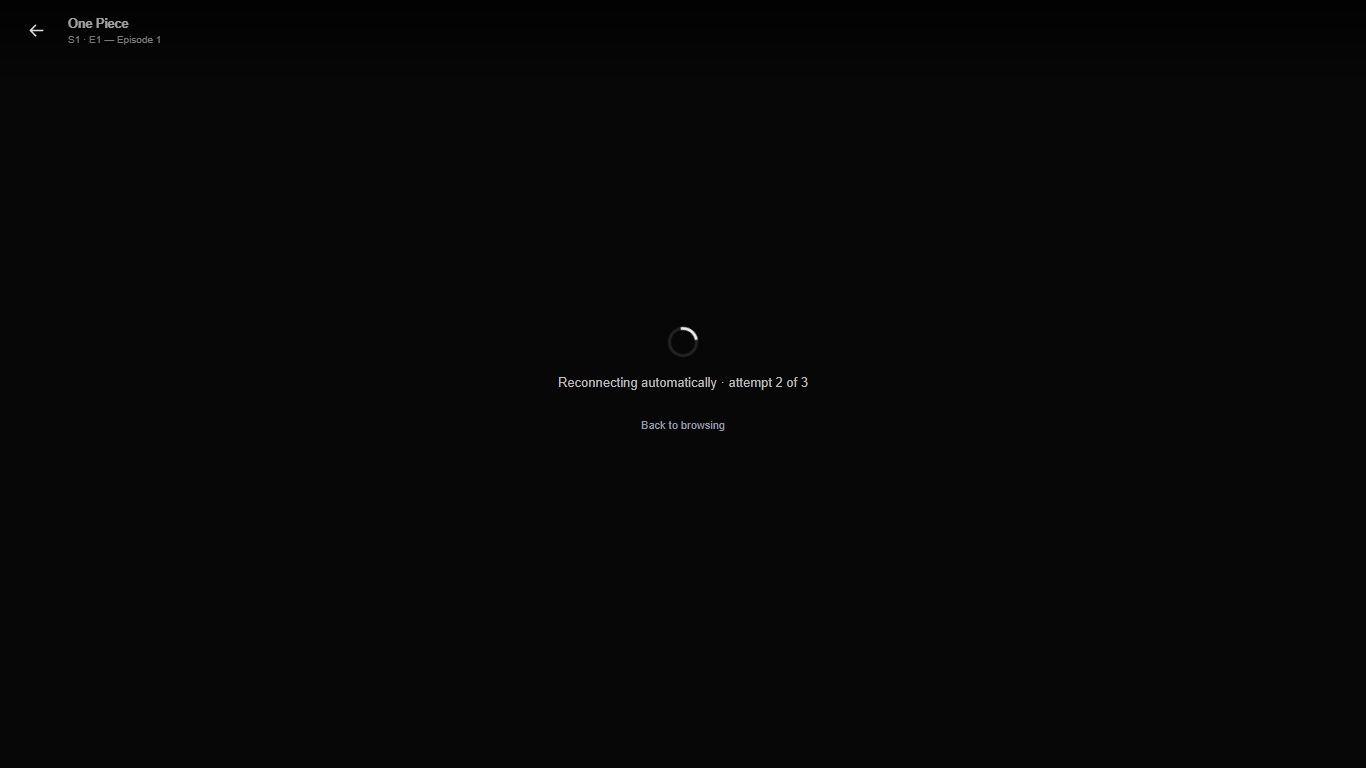 One Piece
S1 · E1 — Episode 1
Reconnecting automatically · attempt 2 of 3
Back to browsing